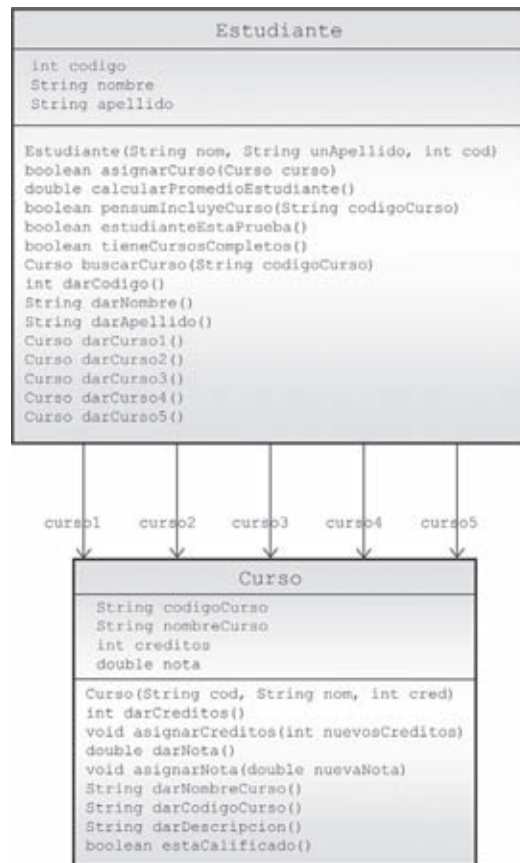 Estudiante
int codigo
String nombre
String apellido
Estudiante(String nom, String unApellido, int cod)
boolean asignarCurso(Curso curso)
double calcularPromedioEstudiante()
boolean pensumIncluyeCurso(String codigoCurso)
boolean estudianteEstaPrueba()
boolean tieneCursosCompletos()
Curso buscarCurso(String codigoCurso)
int darCodigo()
String darNombre()
String darApellido()
Curso darCurso1()
Curso darCurso2()
Curso darCurso3()
Curso darCurso4()
Curso darCurso5()
curso1 curso2 curso3 curso4 curso5
Curso
String codigoCurso
String nombreCurso
int creditos
double nota
Curso(String cod, String nom, int cred)
int darCreditos()
void asignarCreditos(int nuevosCreditos)
double darNota()
void asignarNota(double nuevaNota)
String darNombreCurso()
String darCodigoCurso()
String darDescripcion()
boolean estaCalificado()